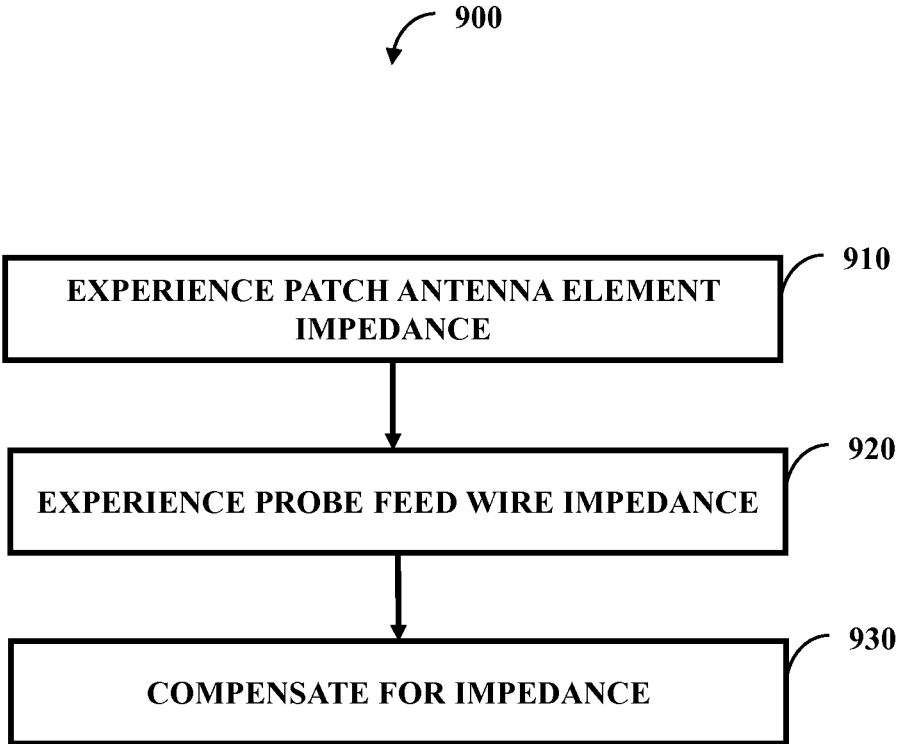 900
910
EXPERIENCE PATCH ANTENNA ELEMENT
IMPEDANCE
920
EXPERIENCE PROBE FEED WIRE IMPEDANCE
930
COMPENSATE FOR IMPEDANCE